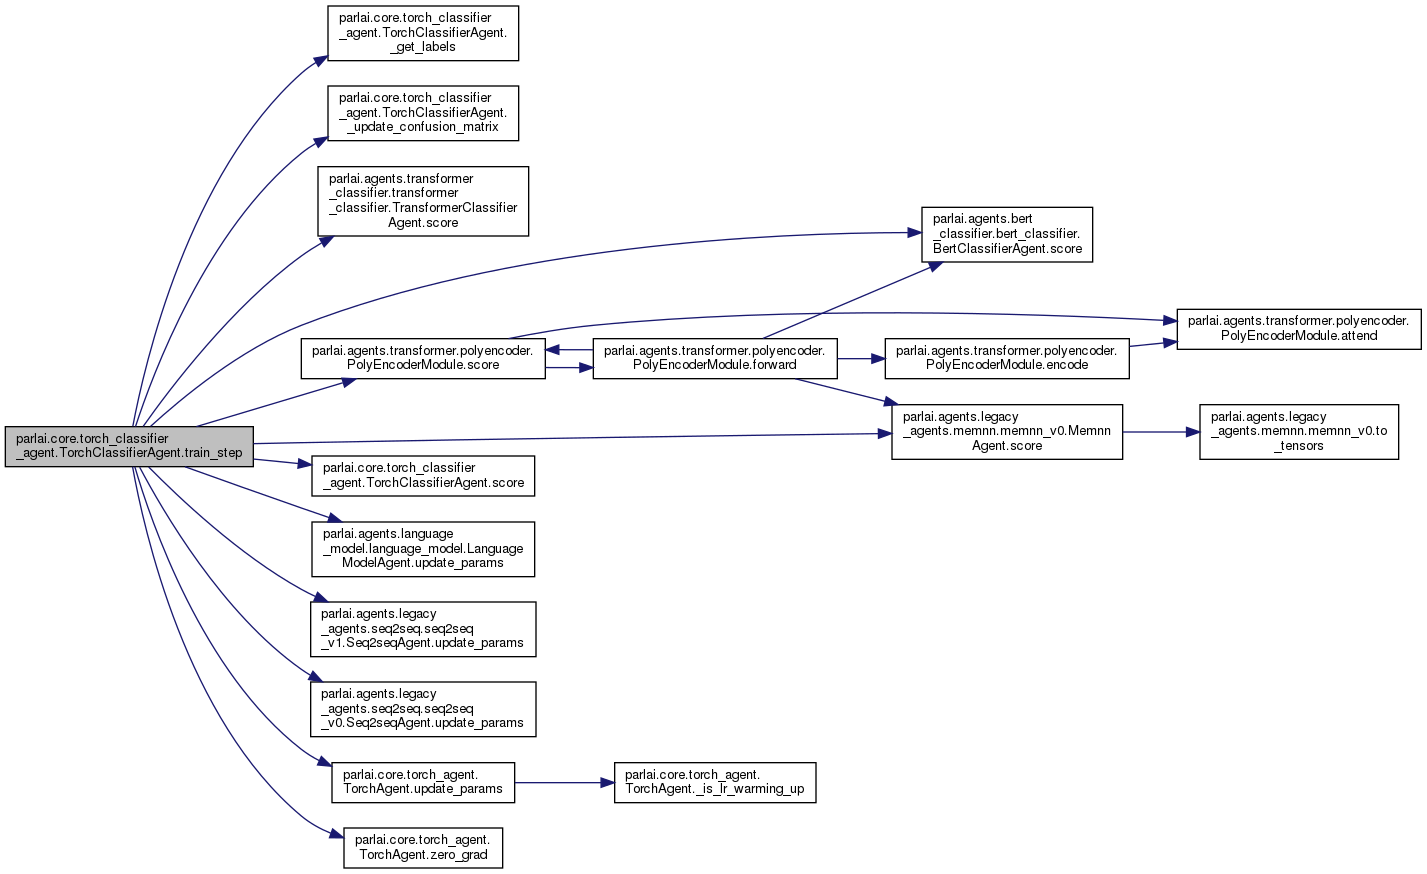 parlai.core.torch_classifier
_agent.TorchClassifierAgent.
_get_labels
parlai.core.torch_classifier
_agent.TorchClassifierAgent.
_update_confusion_matrix
parlai.agents.transformer
_classifier.transformer
_classifier.TransformerClassifier
Agent.score
parlai.agents.bert
_classifier.bert_classifier.
BertClassifierAgent.score
parlai.agents.transformer.polyencoder.
PolyEncoderModule.attend
parlai.agents.transformer.polyencoder.
PolyEncoderModule.score
parlai.agents.transformer.polyencoder.
PolyEncoderModule.forward
parlai.agents.transformer.polyencoder.
PolyEncoderModule.encode
parlai.core.torch_classifier
_agent.TorchClassifierAgent.train_step
parlai.agents.legacy
_agents.memnn.memnn_v0.Memnn
Agent.score
parlai.agents.legacy
_agents.memnn.memnn_v0.to
_tensors
parlai.core.torch_classifier
_agent.TorchClassifierAgent.score
parlai.agents.language
_model.language_model.Language
ModelAgent.update_params
parlai.agents.legacy
_agents.seq2seq.seq2seq
_v1.Seq2seqAgent.update_params
parlai.agents.legacy
_agents.seq2seq.seq2seq
_v0.Seq2seqAgent.update_params
parlai.core.torch_agent.
TorchAgent.update_params
parlai.core.torch_agent.
TorchAgent._is_lr_warming_up
parlai.core.torch_agent.
TorchAgent.zero_grad